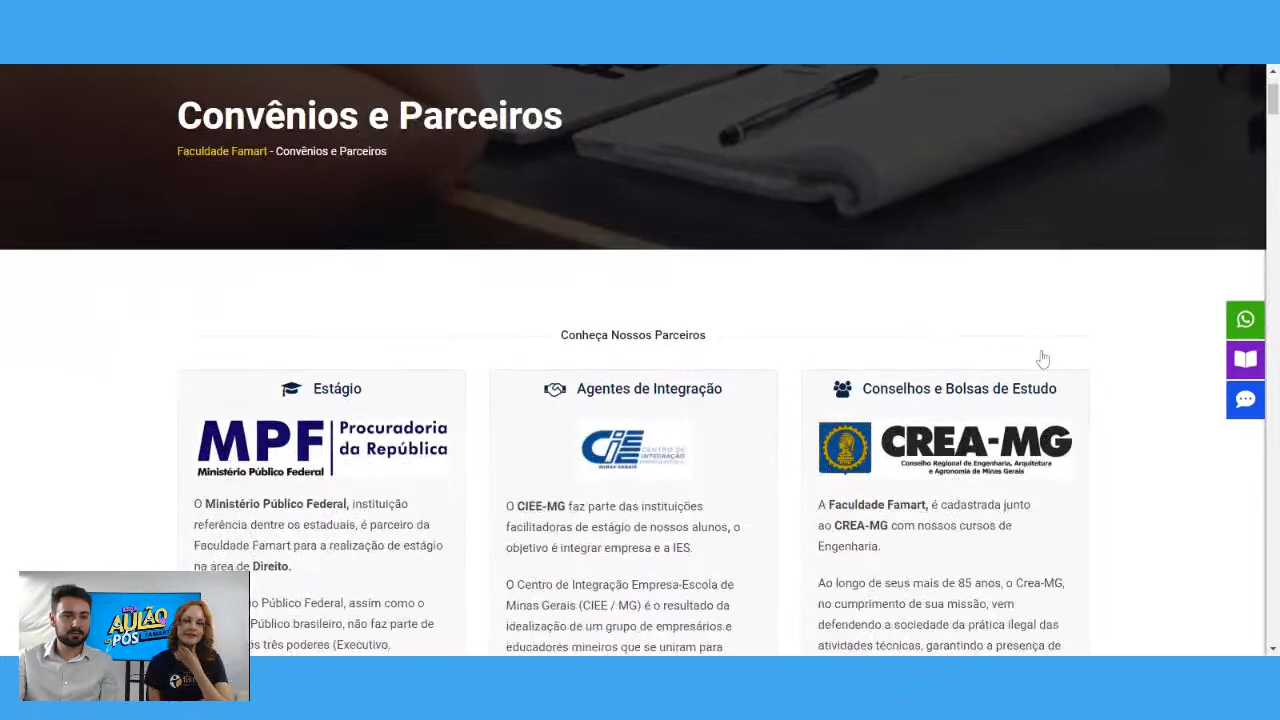 Convênios e Parceiros
Faculdade Famart - Convênios e Parceiros
Conheça Nossos Parceiros
Estágio
MPF Procuradoria da República
Ministério Público Federal
O Ministério Público Federal, instituição
referência dentre os estaduais, é parceiro da
Faculdade Famart para a realização de estágio
na área de Direito.
o Público Federal, assim como o
Público brasileiro, não faz parte de
s três poderes (Executivo,
Agentes de Integração
CIEE CENTRO DE
INTEGRAÇÃO
MINAS GERAIS
O CIEE-MG faz parte das instituições
facilitadoras de estágio de nossos alunos, o
objetivo é integrar empresa e a IES.
O Centro de Integração Empresa-Escola de
Minas Gerais (CIEE / MG) é o resultado da
idealização de um grupo de empresários e
educadores mineiros que se uniram para
Conselhos e Bolsas de Estudo
CREA-MG
Conselho Regional de Engenharia, Arquitetura
e Agronomia de Minas Gerais
A Faculdade Famart, é cadastrada junto
ao CREA-MG com nossos cursos de
Engenharia.
Ao longo de seus mais de 85 anos, o Crea-MG,
no cumprimento de sua missão, vem
defendendo a sociedade da prática ilegal das
atividades técnicas, garantindo a presença de
AULÃO
PÓS
FAMART